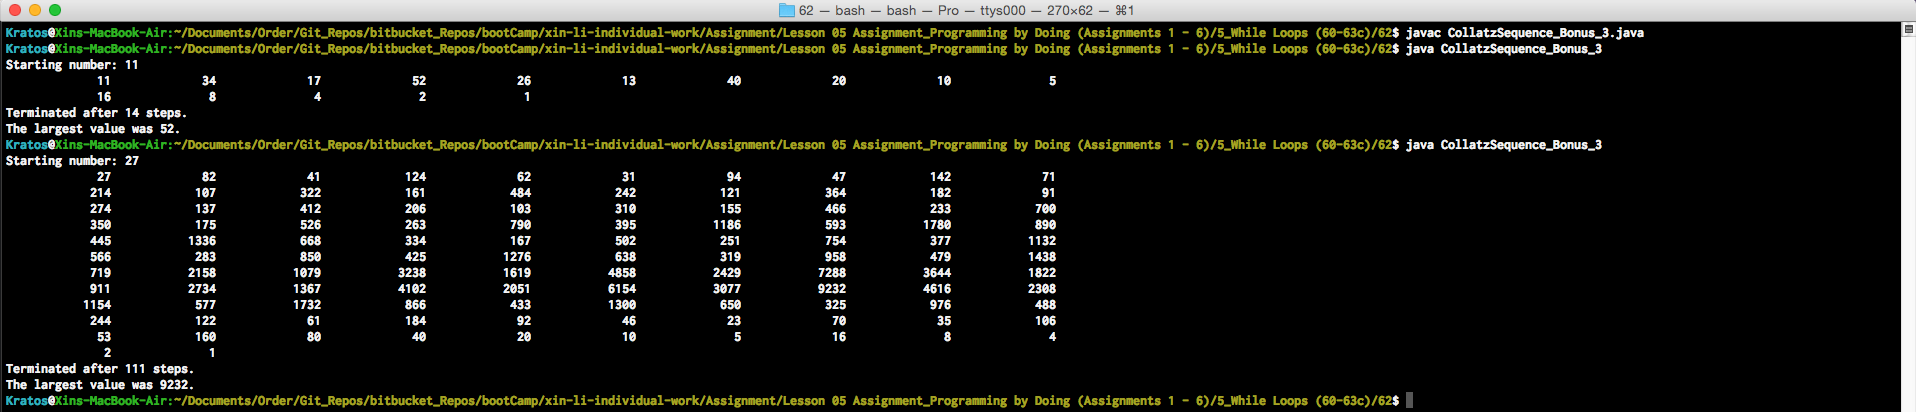 62 — bash — bash — Pro — ttys000 — 270×62 — ⌘1
Kratos@Xins-MacBook-Air:~/Documents/Order/Git_Repos/bitbucket_Repos/bootCamp/xin-li-individual-work/Assignment/Lesson 05 Assignment_Programming by Doing (Assignments 1 - 6)/5_While Loops (60-63c)/62$ javac CollatzSequence_Bonus_3.java
Kratos@Xins-MacBook-Air:~/Documents/Order/Git_Repos/bitbucket_Repos/bootCamp/xin-li-individual-work/Assignment/Lesson 05 Assignment_Programming by Doing (Assignments 1 - 6)/5_While Loops (60-63c)/62$ java CollatzSequence_Bonus_3
Starting number: 11
11 34 17 52 26 13 40 20 10 5
16 8 4 2 1
Terminated after 14 steps.
The largest value was 52.
Kratos@Xins-MacBook-Air:~/Documents/Order/Git_Repos/bitbucket_Repos/bootCamp/xin-li-individual-work/Assignment/Lesson 05 Assignment_Programming by Doing (Assignments 1 - 6)/5_While Loops (60-63c)/62$ java CollatzSequence_Bonus_3
Starting number: 27
27 82 41 124 62 31 94 47 142 71
214 107 322 161 484 242 121 364 182 91
274 137 412 206 103 310 155 466 233 700
350 175 526 263 790 395 1186 593 1780 890
445 1336 668 334 167 502 251 754 377 1132
566 283 850 425 1276 638 319 958 479 1438
719 2158 1079 3238 1619 4858 2429 7288 3644 1822
911 2734 1367 4102 2051 6154 3077 9232 4616 2308
1154 577 1732 866 433 1300 650 325 976 488
244 122 61 184 92 46 23 70 35 106
53 160 80 40 20 10 5 16 8 4
2 1
Terminated after 111 steps.
The largest value was 9232.
Kratos@Xins-MacBook-Air:~/Documents/Order/Git_Repos/bitbucket_Repos/bootCamp/xin-li-individual-work/Assignment/Lesson 05 Assignment_Programming by Doing (Assignments 1 - 6)/5_While Loops (60-63c)/62$